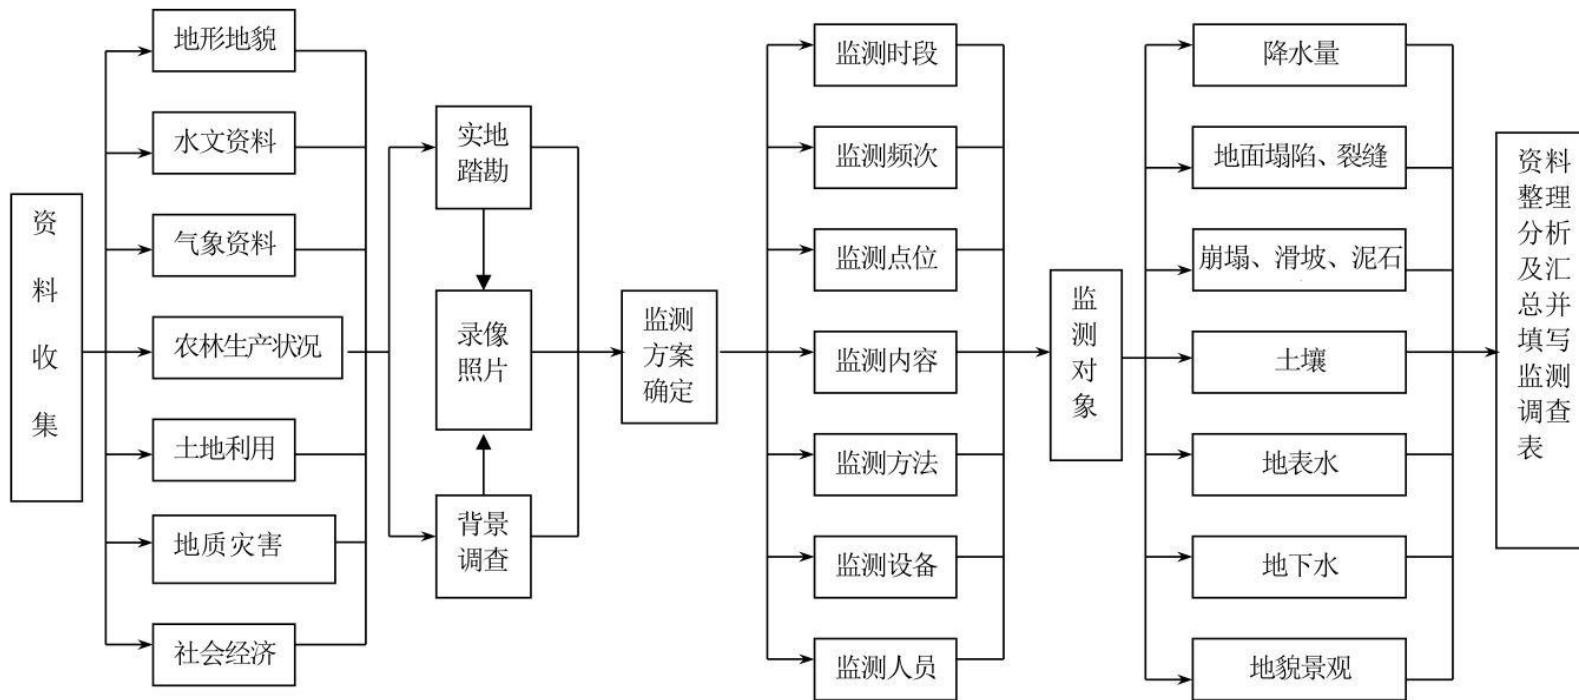 资
料
收
集
地形地貌
水文资料
气象资料
农林生产状况
土地利用
地质灾害
社会经济
实地
踏勘
录像
照片
背景
调查
监测
方案
确定
监测时段
监测频次
监测点位
监测内容
监测方法
监测设备
监测人员
监
测
对
象
降水量
地面塌陷、裂缝
崩塌、滑坡、泥石
土壤
地表水
地下水
地貌景观
资料
整理
分析
及汇
总并
填写
监测
调查
表